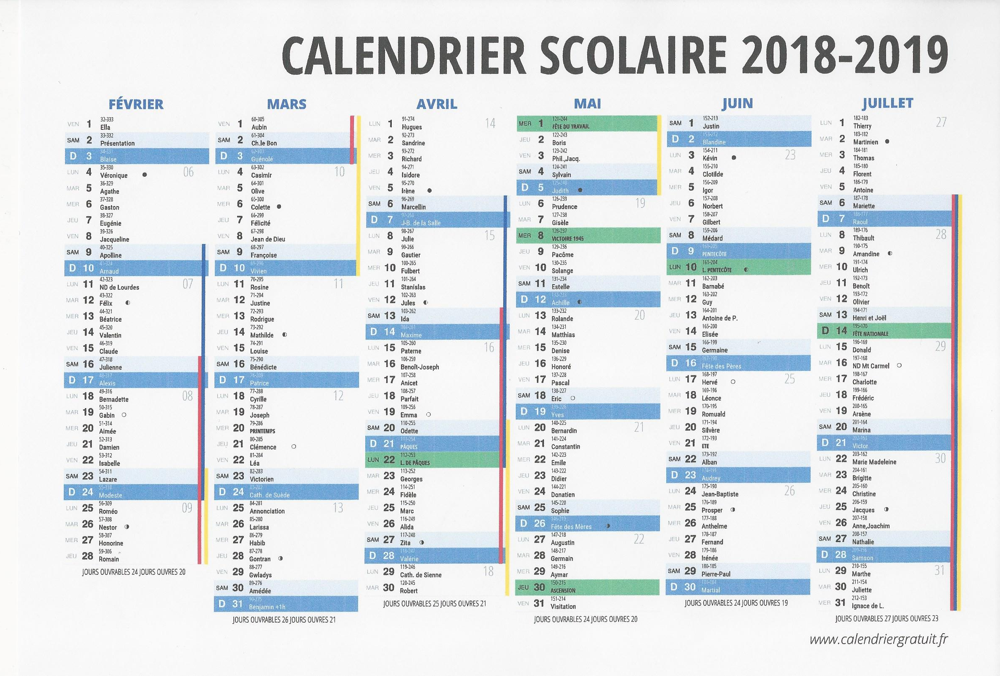 CALENDRIER SCOLAIRE 2018-2019
FÉVRIER
VEN 1 32-333 Ella
SAM 2 33-332 Présentation
D 3 34-331 Blaise
LUN 4 35-330 Véronique 06
MAR 5 36-329 Agathe
MER 6 37-328 Gaston
JEU 7 38-327 Eugénie
VEN 8 39-326 Jacqueline
SAM 9 40-325 Apolline
D 10 41-324 Arnaud
LUN 11 42-323 ND de Lourdes 07
MAR 12 43-322 Félix
MER 13 44-321 Béatrice
JEU 14 45-320 Valentin
VEN 15 46-319 Claude
SAM 16 47-318 Julienne
D 17 48-317 Alexis
LUN 18 49-316 Bernadette 08
MAR 19 50-315 Gabin
MER 20 51-314 Aimée
JEU 21 52-313 Damien
VEN 22 53-312 Isabelle
SAM 23 54-311 Lazare
D 24 55-310 Modeste
LUN 25 56-309 Roméo 09
MAR 26 57-308 Nestor
MER 27 58-307 Honorine
JEU 28 59-306 Romain
JOURS OUVRABLES 24 JOURS OUVRES 20
MARS
VEN 1 60-305 Aubin
SAM 2 61-304 Ch.le Bon
D 3 62-303 Guénolé
LUN 4 63-302 Casimir 10
MAR 5 64-301 Olive
MER 6 65-300 Colette
JEU 7 66-299 Félicité
VEN 8 67-298 Jean de Dieu
SAM 9 68-297 Françoise
D 10 69-296 Vivien
LUN 11 70-295 Rosine 11
MAR 12 71-294 Justine
MER 13 72-293 Rodrigue
JEU 14 73-292 Mathilde
VEN 15 74-291 Louise
SAM 16 75-290 Bénédicte
D 17 76-289 Patrice
LUN 18 77-288 Cyrille 12
MAR 19 78-287 Joseph
MER 20 79-286 PRINTEMPS
JEU 21 80-285 Clémence
VEN 22 81-284 Léa
SAM 23 82-283 Victorien
D 24 83-282 Cath. de Suède
LUN 25 84-281 Annonciation 13
MAR 26 85-280 Larissa
MER 27 86-279 Habib
JEU 28 87-278 Gontran
VEN 29 88-277 Gwladys
SAM 30 89-276 Amédée
D 31 90-275 Benjamin +1h
JOURS OUVRABLES 26 JOURS OUVRES 21
AVRIL
LUN 1 91-274 Hugues 14
MAR 2 92-273 Sandrine
MER 3 93-272 Richard
JEU 4 94-271 Isidore
VEN 5 95-270 Irène
SAM 6 96-269 Marcellin
D 7 97-268 J-B. de la Salle
LUN 8 98-267 Julie 15
MAR 9 99-266 Gautier
MER 10 100-265 Fulbert
JEU 11 101-264 Stanislas
VEN 12 102-263 Jules
SAM 13 103-262 Ida
D 14 104-261 Maxime
LUN 15 105-260 Paterne 16
MAR 16 106-259 Benoît-Joseph
MER 17 107-258 Anicet
JEU 18 108-257 Parfait
VEN 19 109-256 Emma
SAM 20 110-255 Odette
D 21 111-254 PÂQUES
LUN 22 112-253 L. DE PÂQUES
MAR 23 113-252 Georges
MER 24 114-251 Fidèle
JEU 25 115-250 Marc
VEN 26 116-249 Alida
SAM 27 117-248 Zita
D 28 118-247 Valérie
LUN 29 119-246 Cath. de Sienne 18
MAR 30 120-245 Robert
JOURS OUVRABLES 25 JOURS OUVRES 21
MAI
MER 1 121-244 FÊTE DU TRAVAIL
JEU 2 122-243 Boris
VEN 3 123-242 Phil.,Jacq.
SAM 4 124-241 Sylvain
D 5 125-240 Judith
LUN 6 126-239 Prudence 19
MAR 7 127-238 Gisèle
MER 8 128-237 VICTOIRE 1945
JEU 9 129-236 Pacôme
VEN 10 130-235 Solange
SAM 11 131-234 Estelle
D 12 132-233 Achille
LUN 13 133-232 Rolande 20
MAR 14 134-231 Matthias
MER 15 135-230 Denise
JEU 16 136-229 Honoré
VEN 17 137-228 Pascal
SAM 18 138-227 Eric
D 19 139-226 Yves
LUN 20 140-225 Bernardin 21
MAR 21 141-224 Constantin
MER 22 142-223 Emile
JEU 23 143-222 Didier
VEN 24 144-221 Donatien
SAM 25 145-220 Sophie
D 26 146-219 Fête des Mères
LUN 27 147-218 Augustin 22
MAR 28 148-217 Germain
MER 29 149-216 Aymar
JEU 30 150-215 ASCENSION
VEN 31 151-214 Visitation
JOURS OUVRABLES 24 JOURS OUVRES 20
JUIN
SAM 1 152-213 Justin
D 2 153-212 Blandine
LUN 3 154-211 Kévin 23
MAR 4 155-210 Clotilde
MER 5 156-209 Igor
JEU 6 157-208 Norbert
VEN 7 158-207 Gilbert
SAM 8 159-206 Médard
D 9 160-205 PENTECÔTE
LUN 10 161-204 L. PENTECÔTE
MAR 11 162-203 Barnabé
MER 12 163-202 Guy
JEU 13 164-201 Antoine de P.
VEN 14 165-200 Elisée
SAM 15 166-199 Germaine
D 16 167-198 Fête des Pères
LUN 17 168-197 Hervé 25
MAR 18 169-196 Léonce
MER 19 170-195 Romuald
JEU 20 171-194 Silvère
VEN 21 172-193 ETE
SAM 22 173-192 Alban
D 23 174-191 Audrey
LUN 24 175-190 Jean-Baptiste 26
MAR 25 176-189 Prosper
MER 26 177-188 Anthelme
JEU 27 178-187 Fernand
VEN 28 179-186 Irénée
SAM 29 180-185 Pierre-Paul
D 30 181-184 Martial
JOURS OUVRABLES 24 JOURS OUVRES 19
JUILLET
LUN 1 182-183 Thierry 27
MAR 2 183-182 Martinien
MER 3 184-181 Thomas
JEU 4 185-180 Florent
VEN 5 186-179 Antoine
SAM 6 187-178 Mariette
D 7 188-177 Raoul
LUN 8 189-176 Thibault 28
MAR 9 190-175 Amandine
MER 10 191-174 Ulrich
JEU 11 192-173 Benoît
VEN 12 193-172 Olivier
SAM 13 194-171 Henri et Joël
D 14 195-170 FÊTE NATIONALE
LUN 15 196-169 Donald 29
MAR 16 197-168 ND Mt Carmel
MER 17 198-167 Charlotte
JEU 18 199-166 Frédéric
VEN 19 200-165 Arsène
SAM 20 201-164 Marina
D 21 202-163 Victor
LUN 22 203-162 Marie Madeleine 30
MAR 23 204-161 Brigitte
MER 24 205-160 Christine
JEU 25 206-159 Jacques
VEN 26 207-158 Anne,Joachim
SAM 27 208-157 Nathalie
D 28 209-156 Samson
LUN 29 210-155 Marthe 31
MAR 30 211-154 Juliette
MER 31 212-153 Ignace de L.
JOURS OUVRABLES 27 JOURS OUVRES 23
www.calendriergratuit.fr